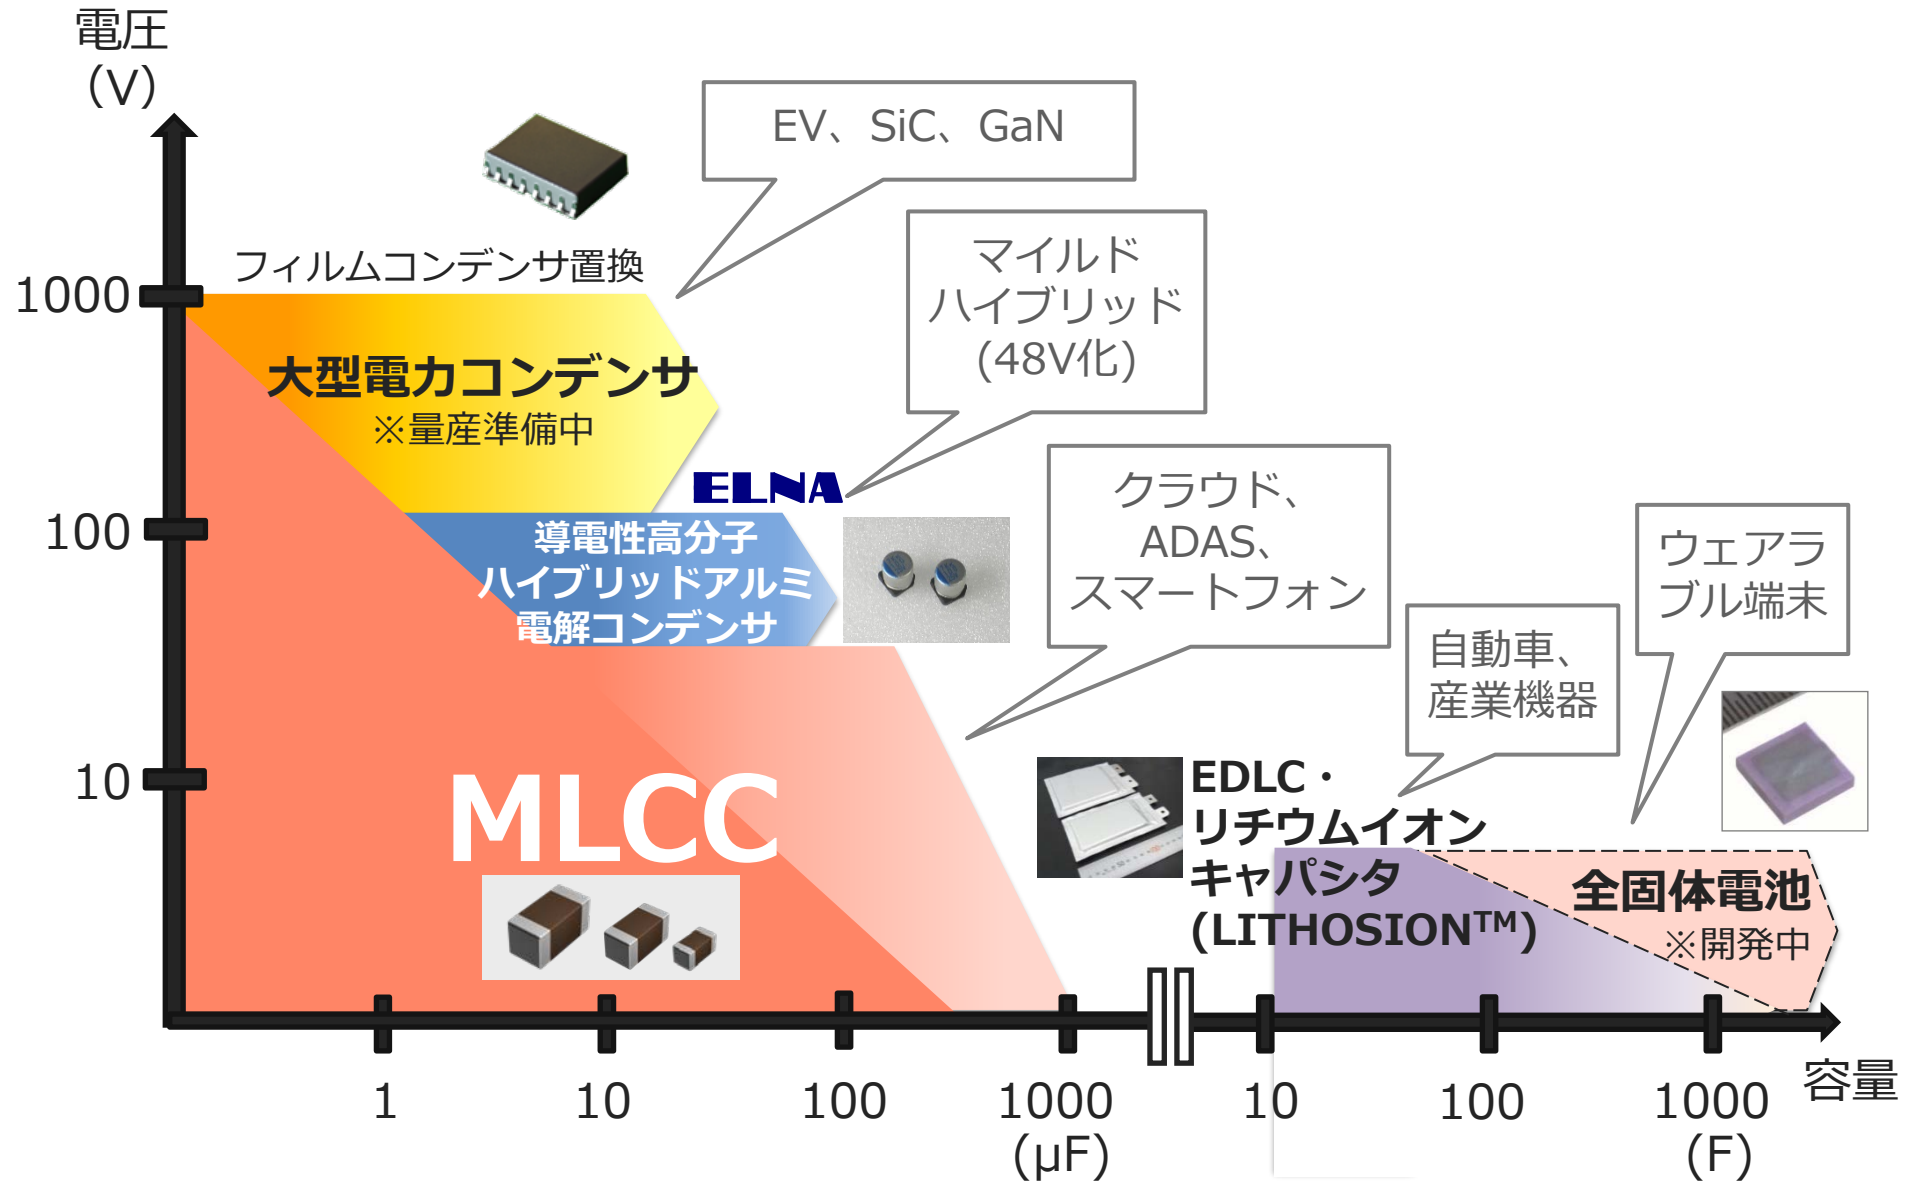 電圧
(V)
EV、SiC、GaN
マイルド
ハイブリッド
(48V化)
フィルムコンデンサ置換
1000
大型電力コンデンサ
※量産準備中
ELNA
クラウド、
ADAS、
スマートフォン
100
導電性高分子
ハイブリッドアルミ
電解コンデンサ
ウェアラ
ブル端末
自動車、
産業機器
10
MLCC
EDLC・
リチウムイオン
キャパシタ
(LITHOSION™)
全固体電池
※開発中
1
10
100
1000
(μF)
10
100
1000
(F)
容量